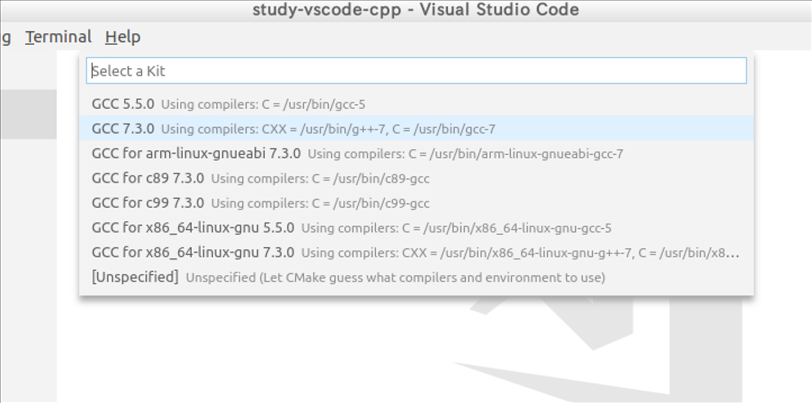 study-vscode-cpp - Visual Studio Code
g Terminal Help
Select a Kit
GCC 5.5.0 Using compilers: C = /usr/bin/gcc-5
GCC 7.3.0 Using compilers: CXX = /usr/bin/g++-7, C = /usr/bin/gcc-7
GCC for arm-linux-gnueabi 7.3.0 Using compilers: C = /usr/bin/arm-linux-gnueabi-gcc-7
GCC for c89 7.3.0 Using compilers: C = /usr/bin/c89-gcc
GCC for c99 7.3.0 Using compilers: C = /usr/bin/c99-gcc
GCC for x86_64-linux-gnu 5.5.0 Using compilers: C = /usr/bin/x86_64-linux-gnu-gcc-5
GCC for x86_64-linux-gnu 7.3.0 Using compilers: CXX = /usr/bin/x86_64-linux-gnu-g++-7, C = /usr/bin/x8...
[Unspecified] Unspecified (Let CMake guess what compilers and environment to use)